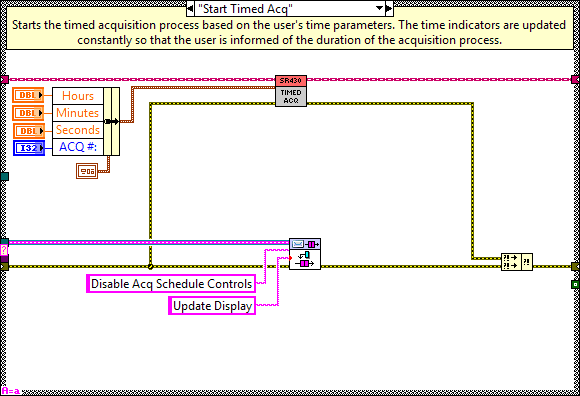 "Start Timed Acq"
Starts the timed acquisition process based on the user's time parameters. The time indicators are updated
constantly so that the user is informed of the duration of the acquisition process.
SR430
TIMED
ACQ
DBL
Hours
DBL
Minutes
DBL
Seconds
I32
ACQ #:
?
?!
?!
?!
Disable Acq Schedule Controls
Update Display
A=a